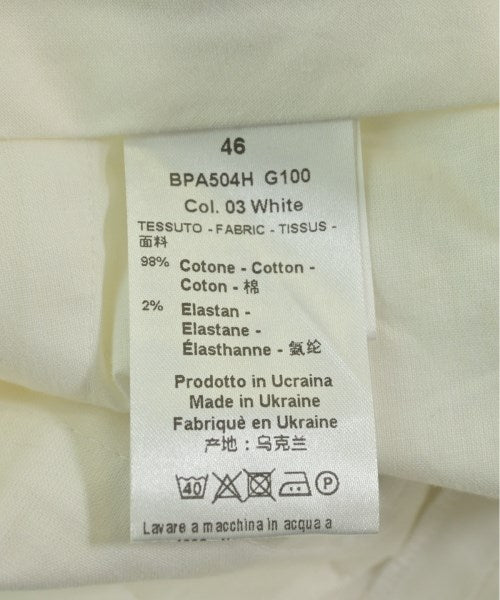 46
BPA504H G100
Col. 03 White
TESSUTO - FABRIC - TISSUS -
面料
98% Cotone - Cotton -
Coton - 棉
2% Elastan -
Elastane -
Élasthanne - 氨纶
Prodotto in Ucraina
Made in Ukraine
Fabriquè en Ukraine
产地 : 乌克兰
40 P
Lavare a macchina in acqua a